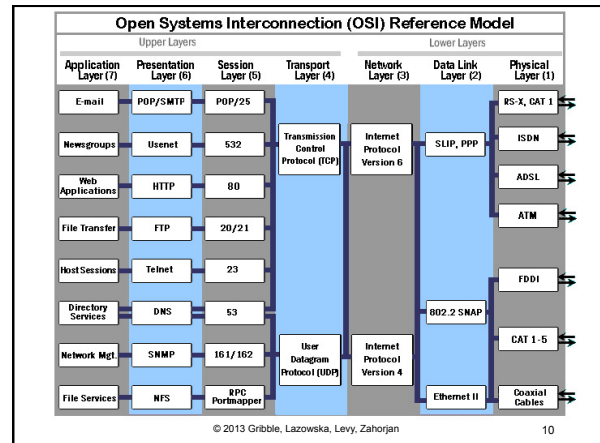 Open Systems Interconnection (OSI) Reference Model
Upper Layers
Lower Layers
Application Layer (7)
Presentation Layer (6)
Session Layer (5)
Transport Layer (4)
Network Layer (3)
Data Link Layer (2)
Physical Layer (1)
E-mail
POP/SMTP
POP/25
Newsgroups
Usenet
532
Web
Applications
HTTP
80
File Transfer
FTP
20/21
Host Sessions
Telnet
23
Directory
Services
DNS
53
Network Mgt.
SNMP
161/162
File Services
NFS
RPC
Portmapper
Transmission
Control
Protocol (TCP)
User
Datagram
Protocol (UDP)
Internet
Protocol
Version 6
Internet
Protocol
Version 4
SLIP, PPP
802.2 SNAP
Ethernet II
RS-X, CAT 1
ISDN
ADSL
ATM
FDDI
CAT 1-5
Coaxial
Cables
© 2013 Gribble, Lazowska, Levy, Zahorjan
10